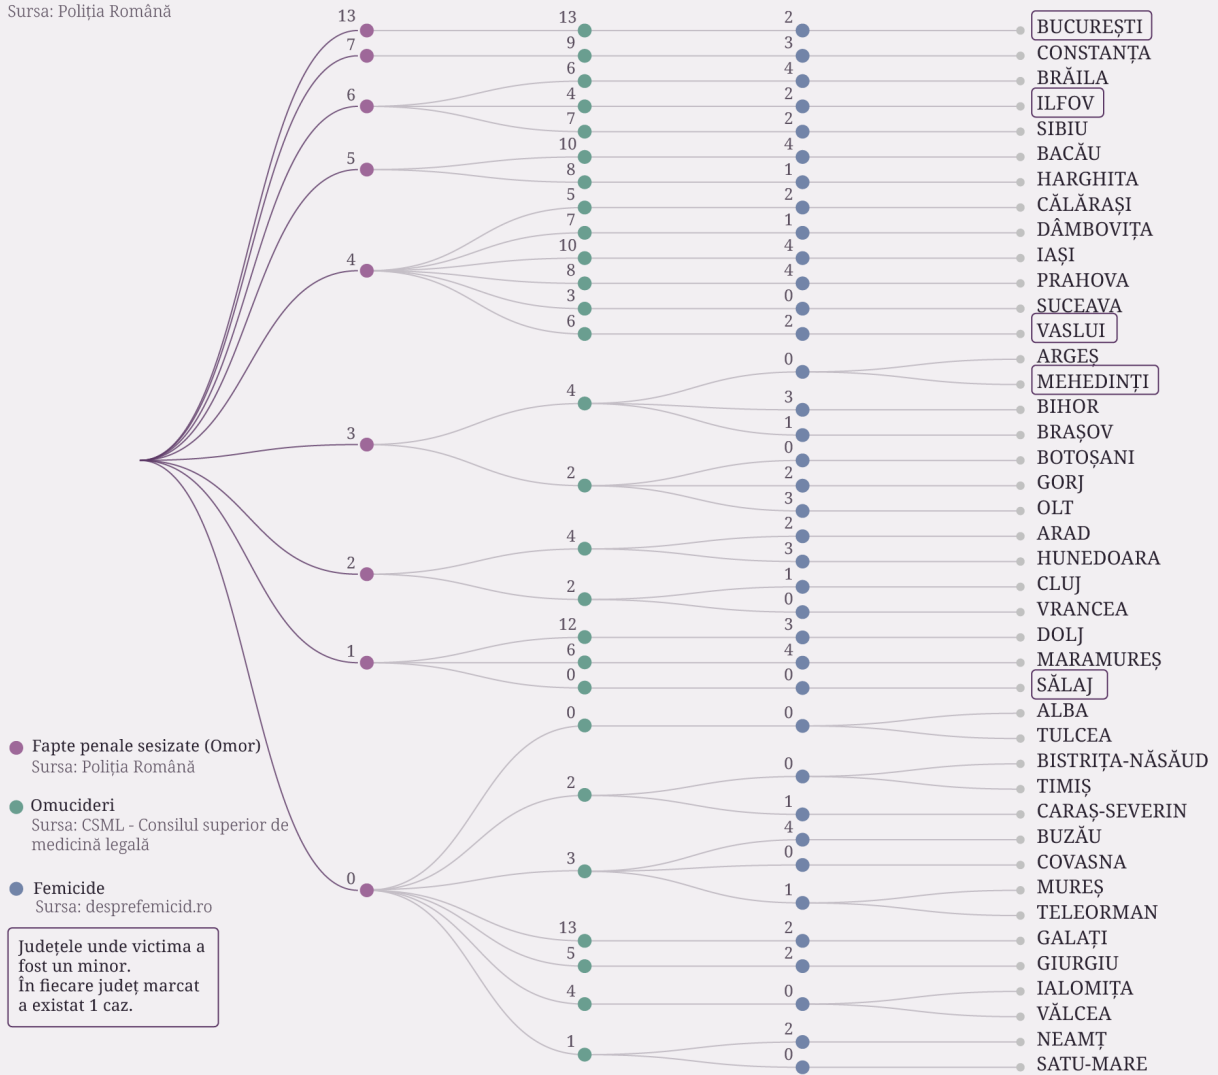 Sursa: Poliția Română
13 13 2 BUCUREȘTI
7 9 3 CONSTANȚA
6 6 4 BRĂILA
4 2 ILFOV
7 2 SIBIU
5 10 4 BACĂU
8 1 HARGHITA
4 5 2 CĂLĂRAȘI
7 1 DÂMBOVIȚA
10 4 IAȘI
8 4 PRAHOVA
3 0 SUCEAVA
6 2 VASLUI
3 4 0 ARGEȘ
MEHEDINȚI
3 BIHOR
1 BRAȘOV
2 0 BOTOȘANI
2 GORJ
3 OLT
2 4 2 ARAD
3 HUNEDOARA
2 1 CLUJ
0 VRANCEA
1 12 3 DOLJ
6 4 MARAMUREȘ
0 0 SĂLAJ
0 0 0 ALBA
TULCEA
2 0 BISTRIȚA-NĂSĂUD
TIMIȘ
1 CARAȘ-SEVERIN
3 4 BUZĂU
0 COVASNA
1 MUREȘ
TELEORMAN
13 2 GALAȚI
5 2 GIURGIU
4 0 IALOMIȚA
VĂLCEA
1 2 NEAMȚ
0 SATU-MARE
Fapte penale sesizate (Omor)
Sursa: Poliția Română
Omucideri
Sursa: CSML - Consilul superior de
medicină legală
Femicide
Sursa: desprefemicid.ro
Județele unde victima a
fost un minor.
În fiecare județ marcat
a existat 1 caz.